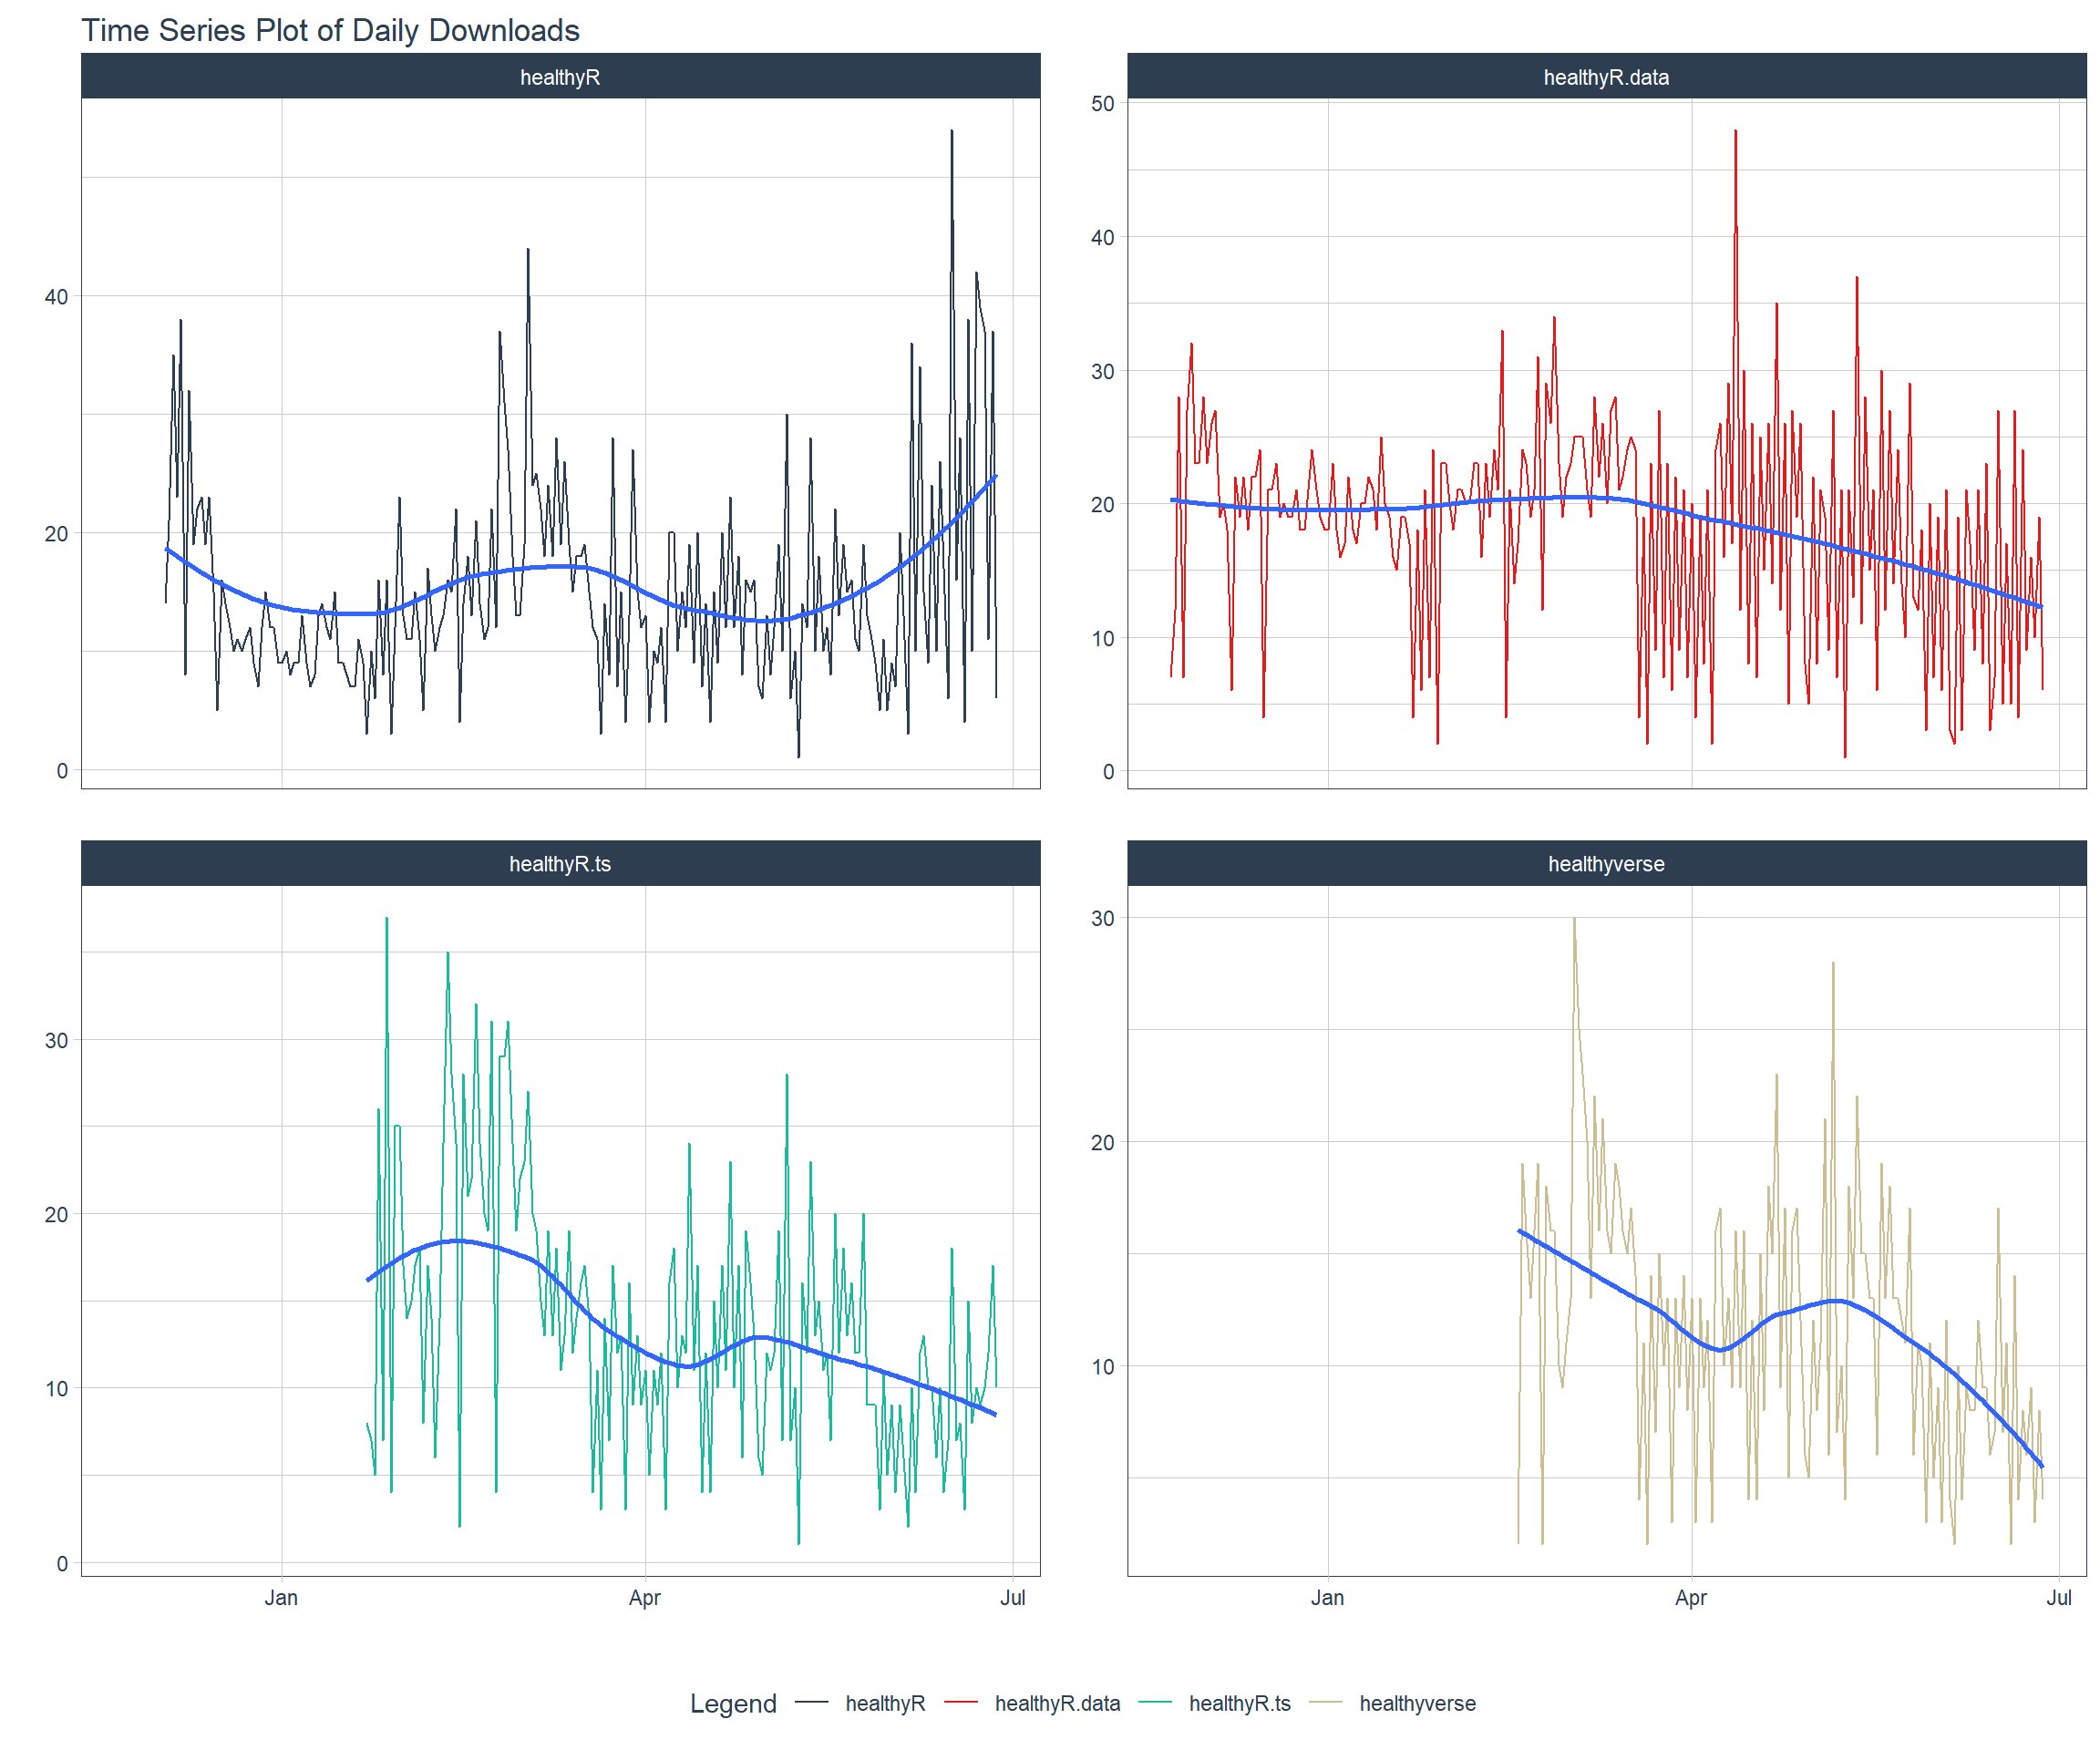 Time Series Plot of Daily Downloads
healthyR
healthyR.data
40
20
0
50
40
30
20
10
0
healthyR.ts
healthyverse
30
20
10
0
30
20
10
Jan Apr Jul
Jan Apr Jul
Legend healthyR healthyR.data healthyR.ts healthyverse